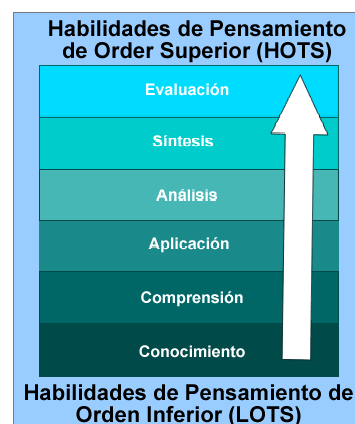 Habilidades de Pensamiento
de Order Superior (HOTS)
Evaluación
Síntesis
Análisis
Aplicación
Comprensión
Conocimiento
Habilidades de Pensamiento de
Orden Inferior (LOTS)